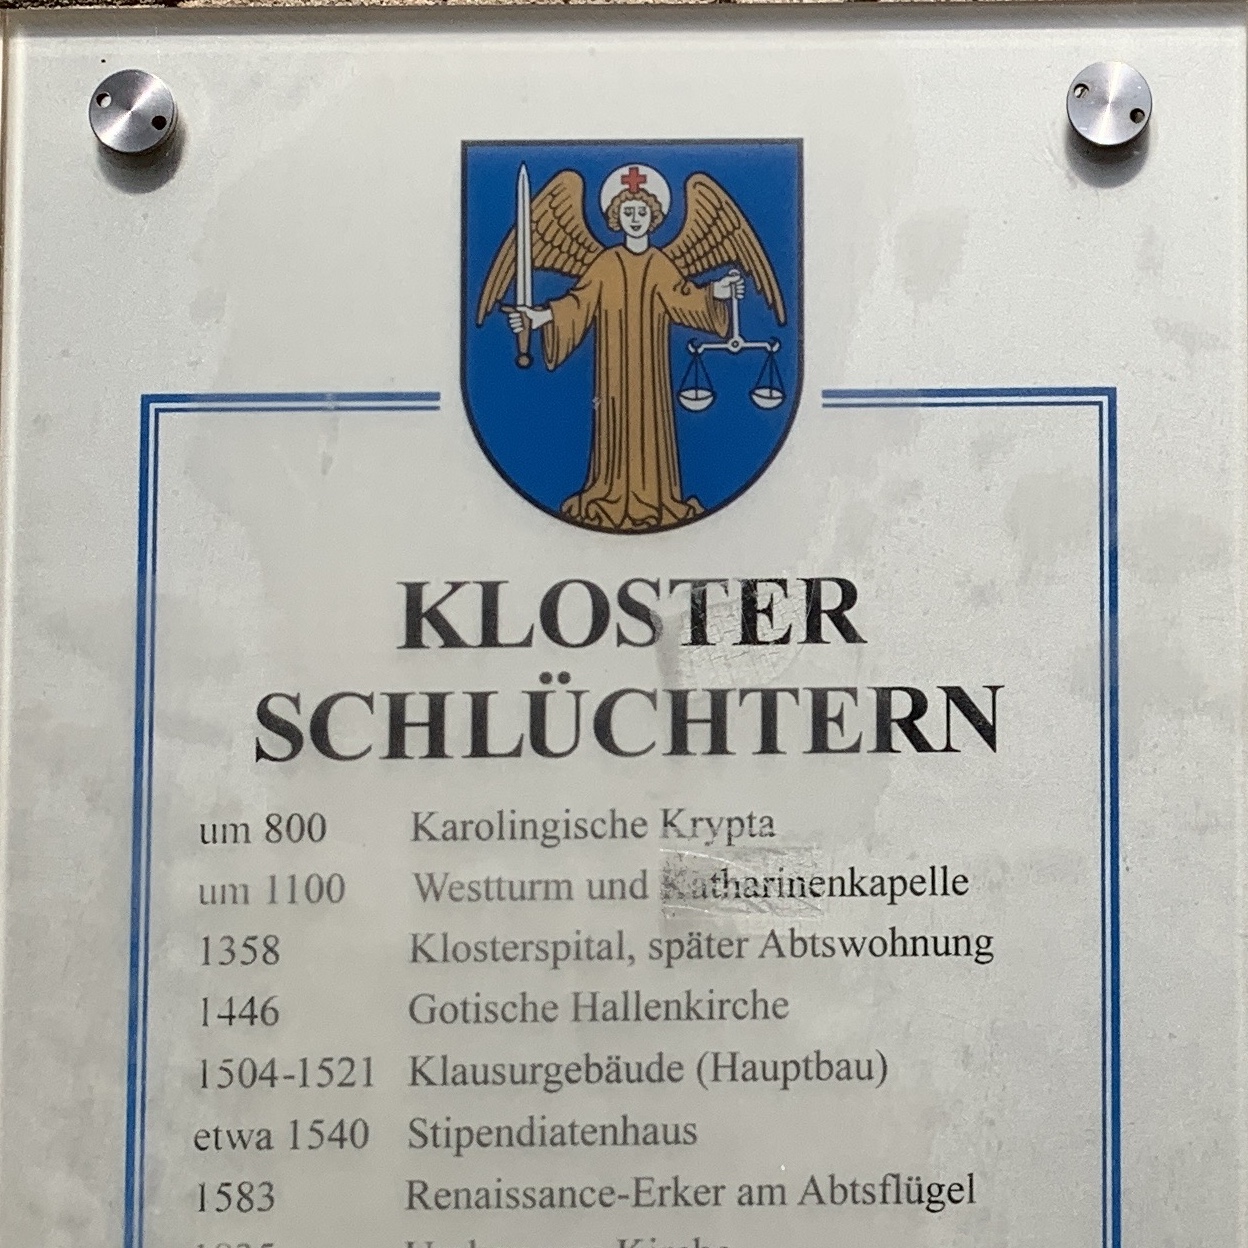 KLOSTER
SCHLÜCHTERN
um 800 Karolingische Krypta
um 1100 Westturm und Katharinenkapelle
1358 Klosterspital, später Abtswohnung
1446 Gotische Hallenkirche
1504-1521 Klausurgebäude (Hauptbau)
etwa 1540 Stipendiatenhaus
1583 Renaissance-Erker am Abtsflügel